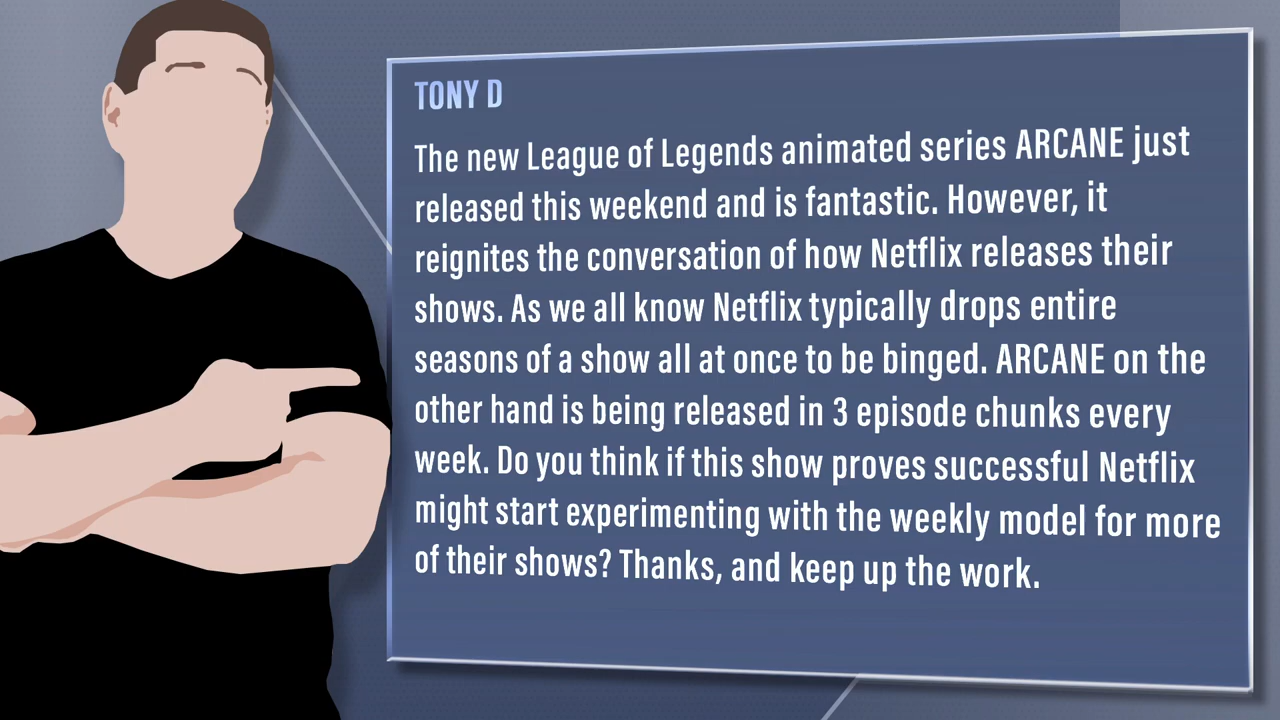 TONY D
The new League of Legends animated series ARCANE just
released this weekend and is fantastic. However, it
reignites the conversation of how Netflix releases their
shows. As we all know Netflix typically drops entire
seasons of a show all at once to be binged. ARCANE on the
other hand is being released in 3 episode chunks every
week. Do you think if this show proves successful Netflix
might start experimenting with the weekly model for more
of their shows? Thanks, and keep up the work.